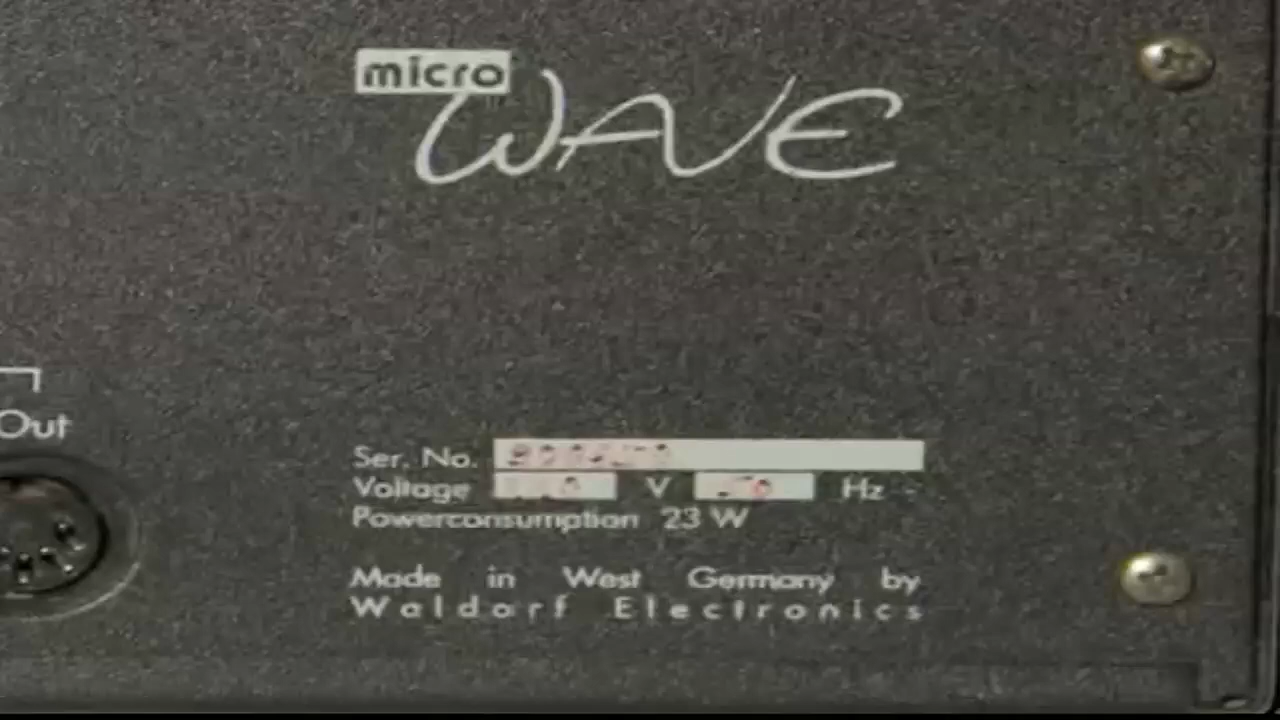 micro
WAVE
Out
Ser. No.
Voltage V Hz
Powerconsumption 23 W
Made in West Germany by
Waldorf Electronics